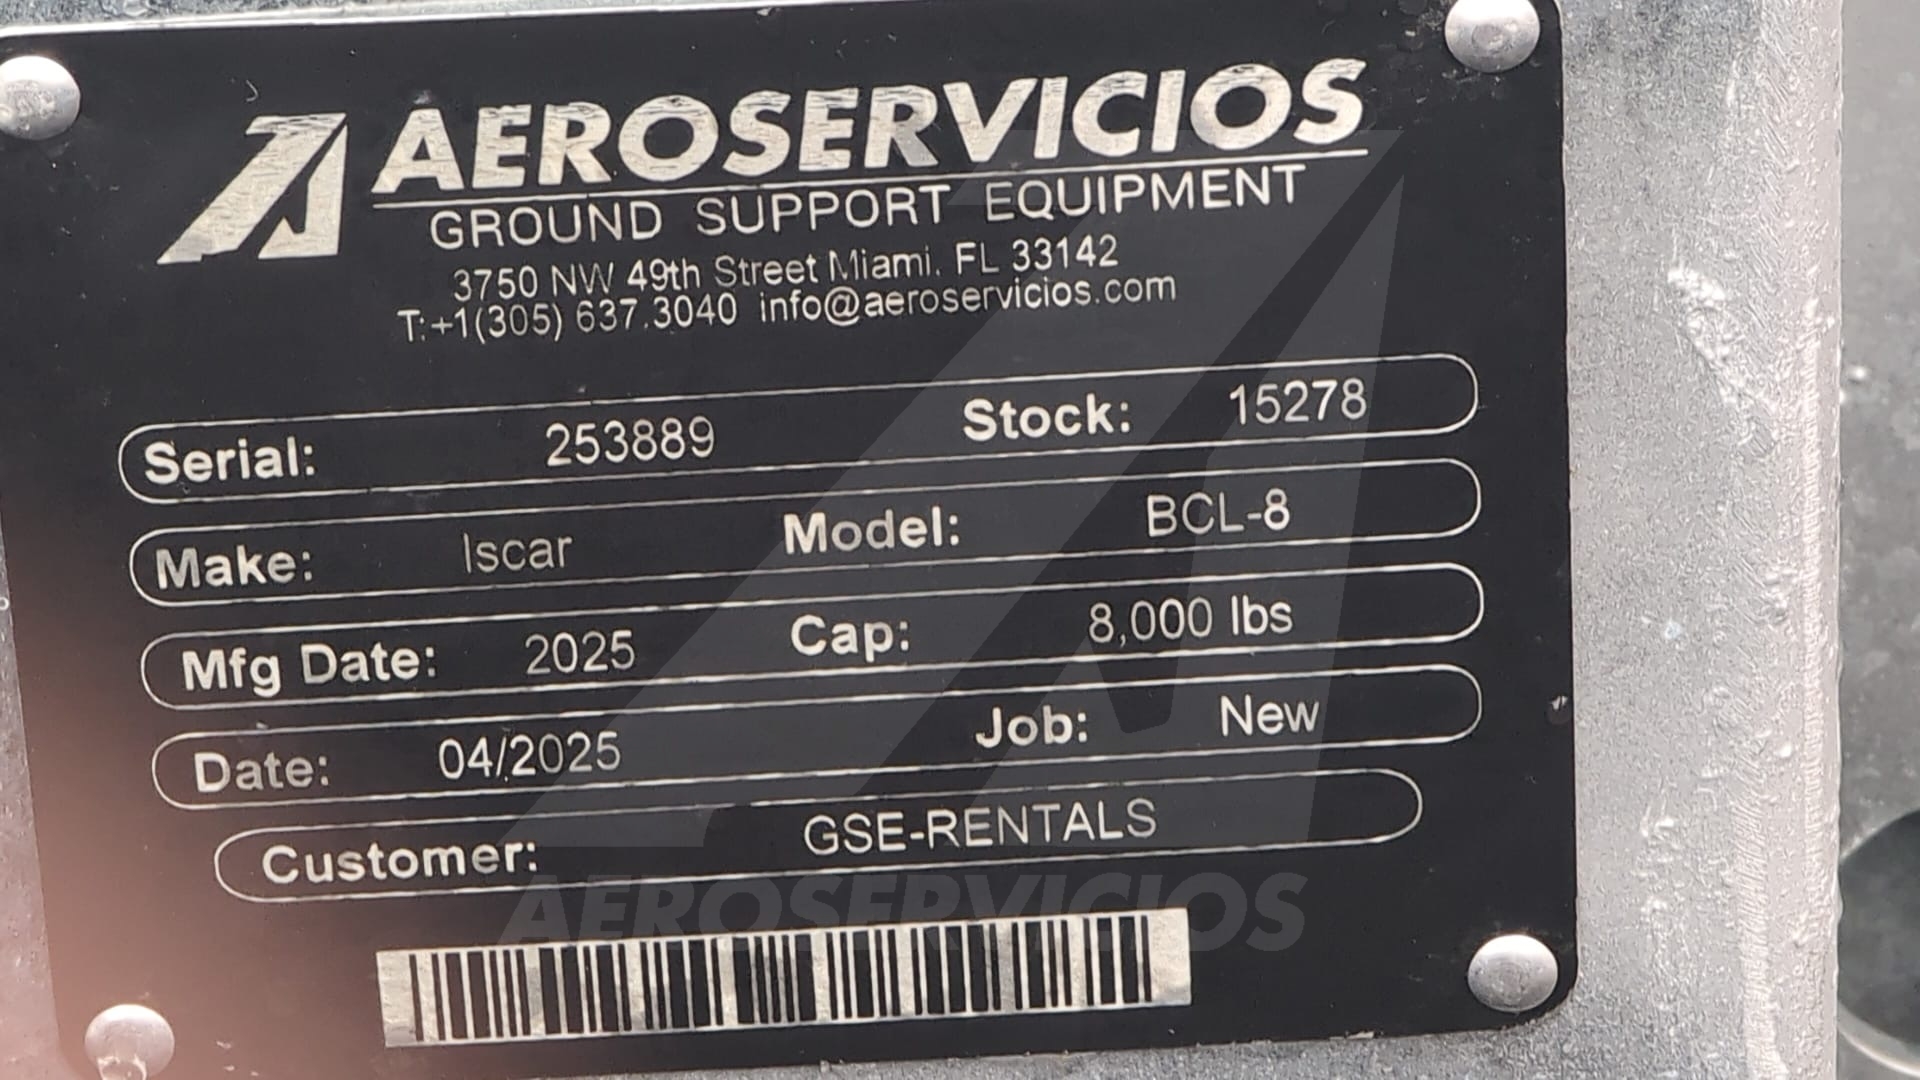 AEROSERVICIOS
GROUND SUPPORT EQUIPMENT
3750 NW 49th Street Miami, FL 33142
T:+1(305) 637.3040 info@aeroservicios.com
Serial: 253889 Stock: 15278
Make: Iscar Model: BCL-8
Mfg Date: 2025 Cap: 8,000 lbs
Date: 04/2025 Job: New
Customer: GSE-RENTALS
AEROSERVICIOS